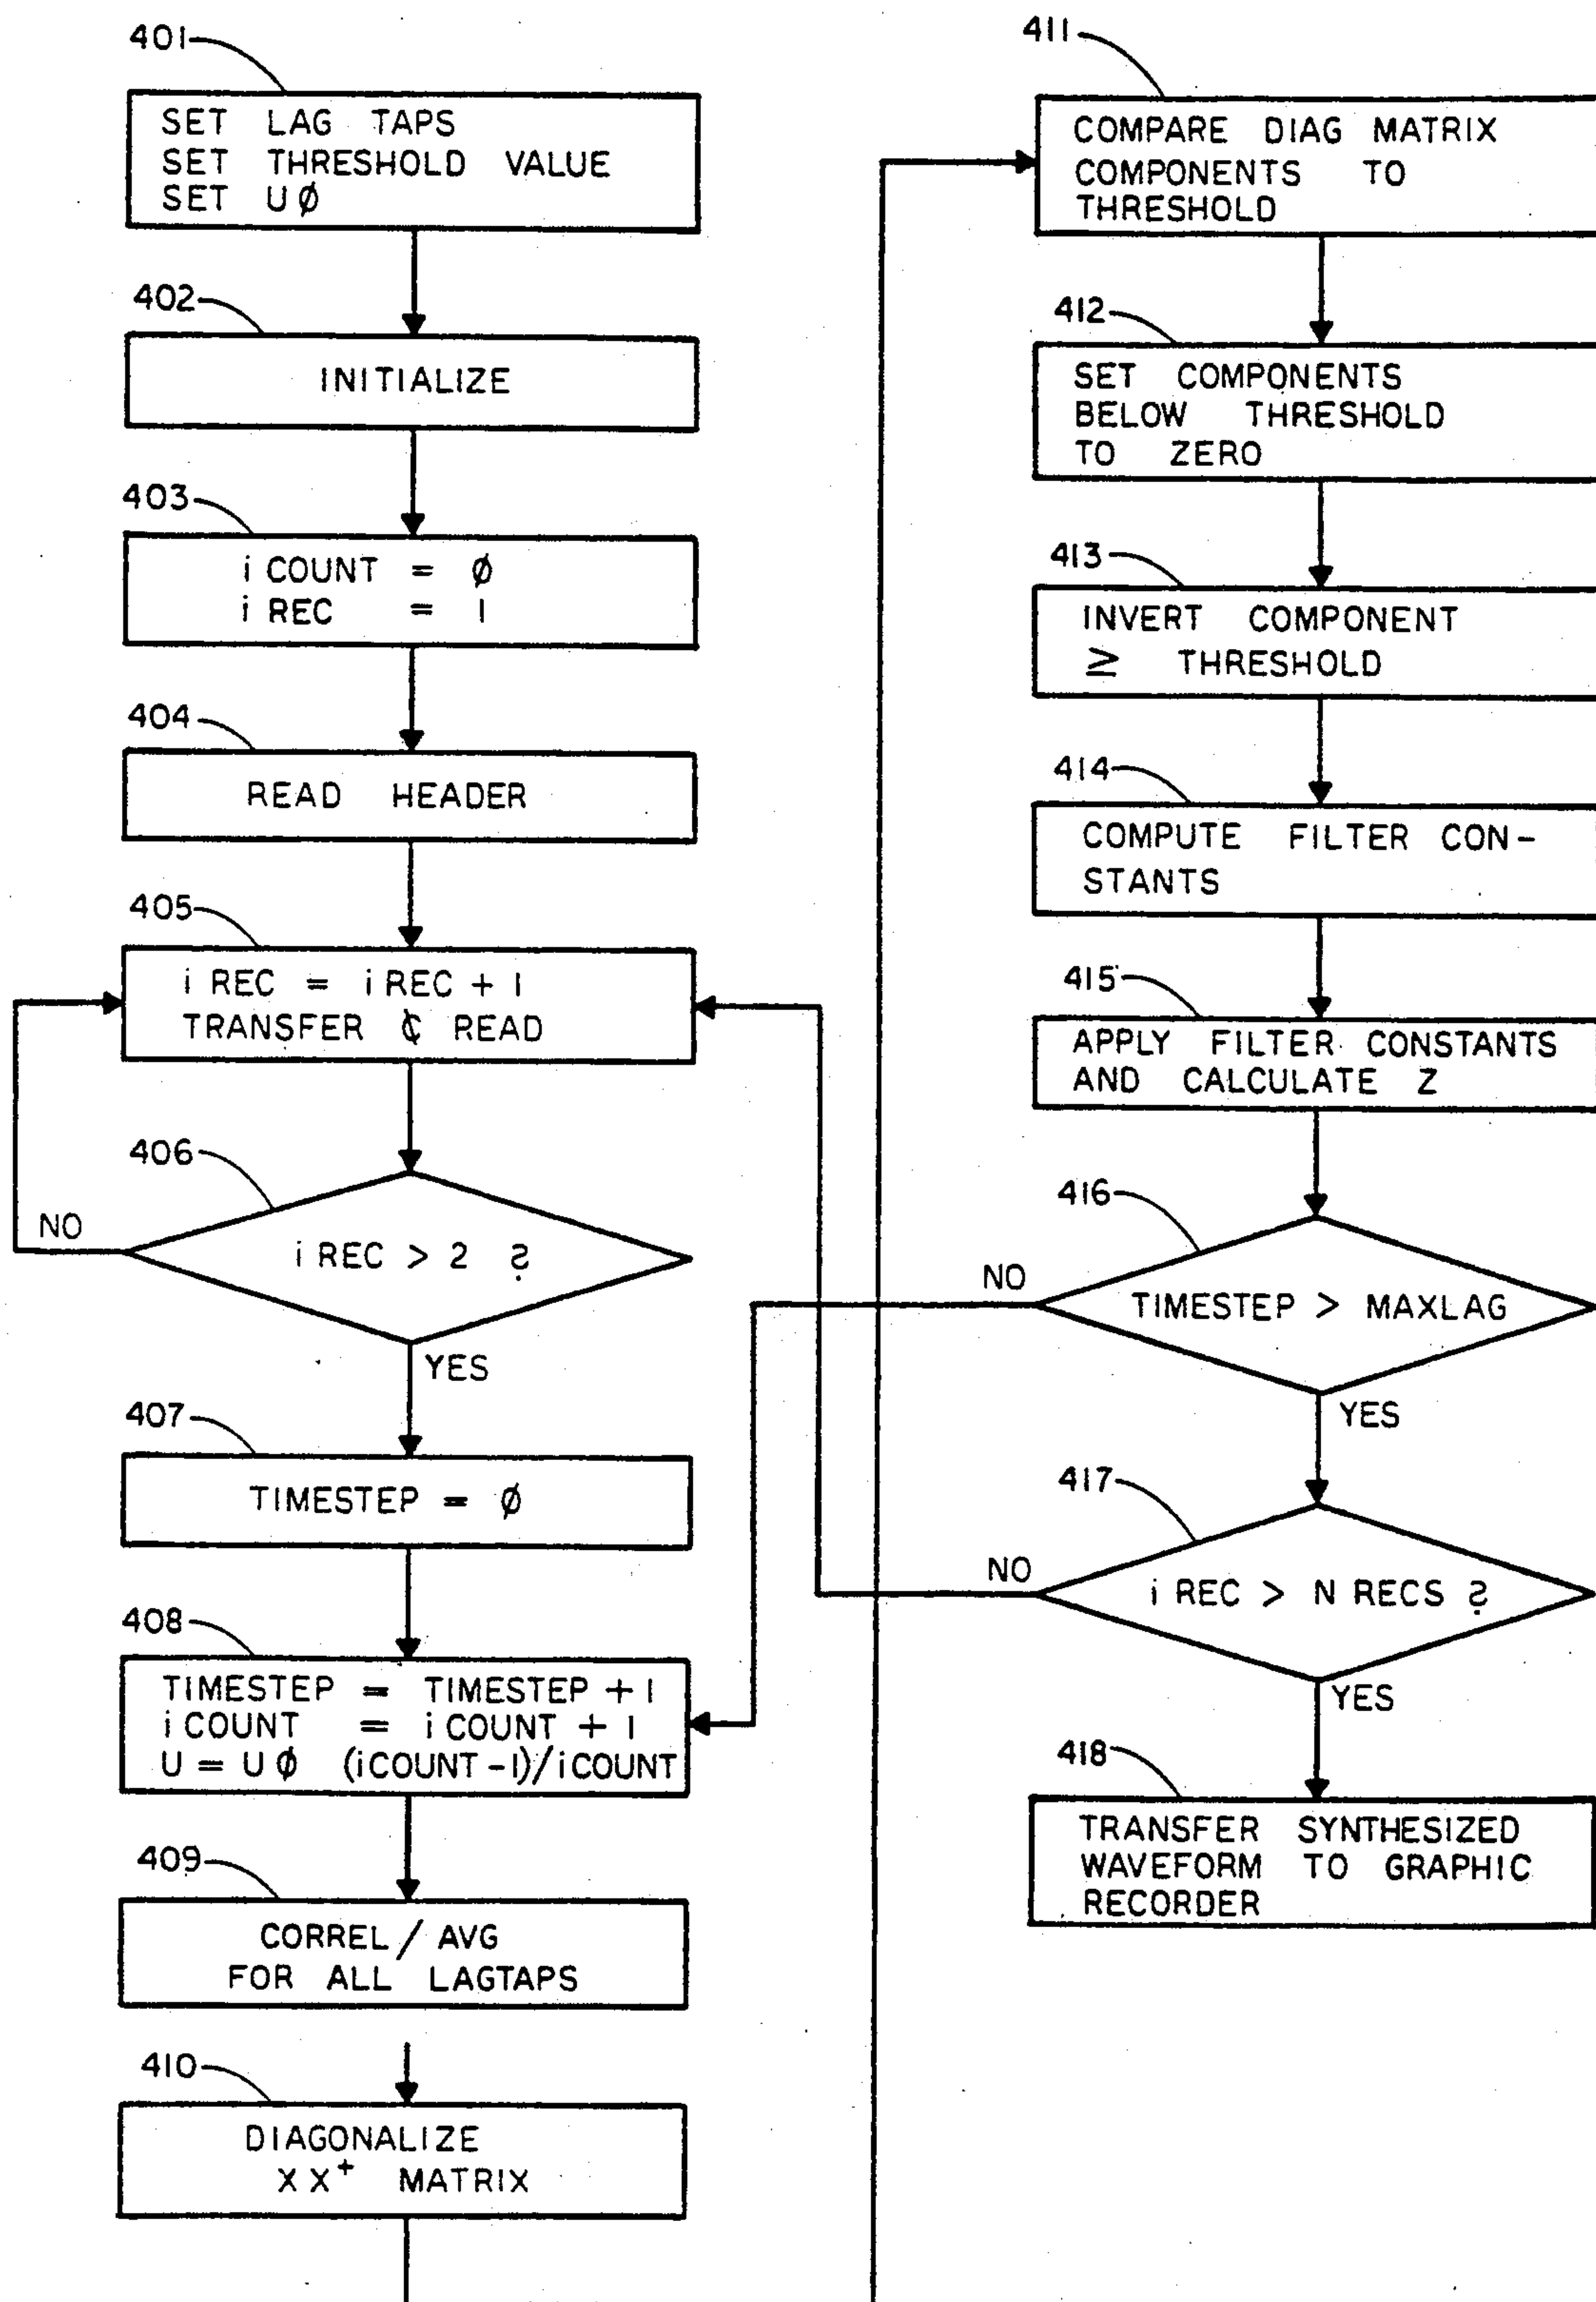 401
SET LAG TAPS
SET THRESHOLD VALUE
SET UØ
402
INITIALIZE
403
i COUNT = Ø
i REC = 1
404
READ HEADER
405
i REC = i REC + 1
TRANSFER & READ
406
NO
i REC > 2 ?
YES
407
TIMESTEP = Ø
408
TIMESTEP = TIMESTEP + 1
i COUNT = i COUNT + 1
U = U Ø (i COUNT - 1)/i COUNT
409
CORREL / AVG
FOR ALL LAGTAPS
410
DIAGONALIZE
XX⁺ MATRIX
411
COMPARE DIAG MATRIX
COMPONENTS TO
THRESHOLD
412
SET COMPONENTS
BELOW THRESHOLD
TO ZERO
413
INVERT COMPONENT
≥ THRESHOLD
414
COMPUTE FILTER CON-
STANTS
415
APPLY FILTER CONSTANTS
AND CALCULATE Z
416
NO
TIMESTEP > MAXLAG
YES
417
NO
i REC > N RECS ?
YES
418
TRANSFER SYNTHESIZED
WAVEFORM TO GRAPHIC
RECORDER